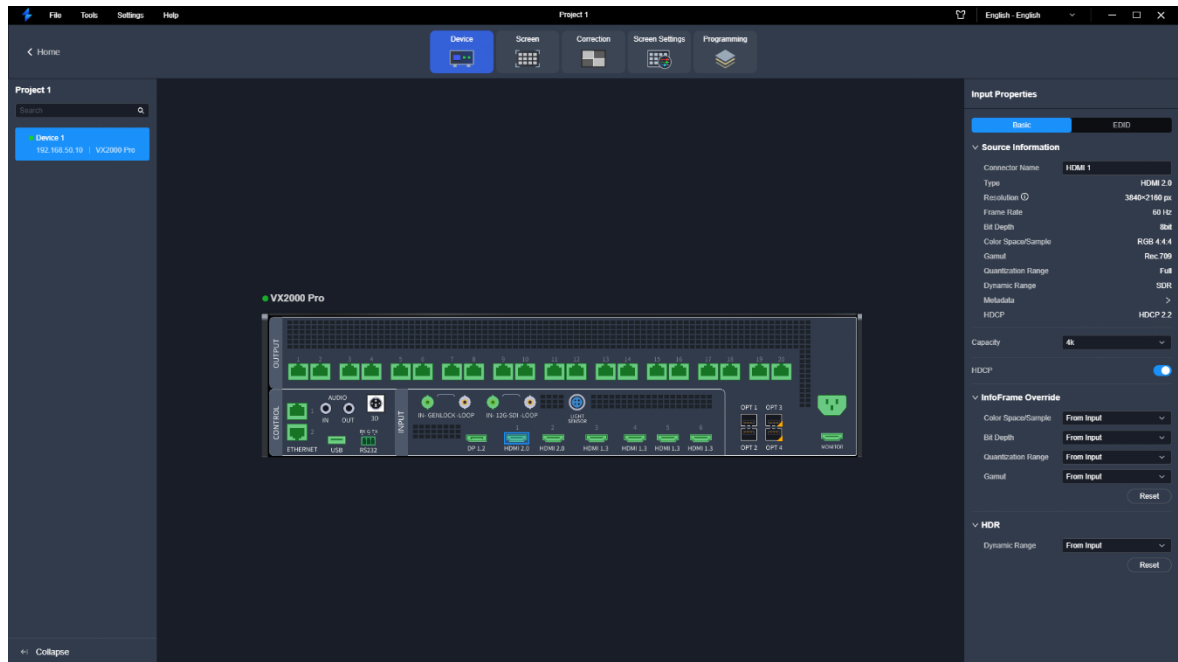 File Tools Settings Help
Project 1
English - English
Home
Device Screen Correction Screen Settings Programming
Project 1
Search
Device 1
192.168.50.10 | VX2000 Pro
VX2000 Pro
OUTPUT
1 2 3 4 5 6 7 8 9 10 11 12 13 14 15 16 17 18 19 20
CONTROL
AUDIO
IN OUT 3D
1
2
ETHERNET USB RS232
RX G TX
INPUT
IN- GENLOCK -LOOP IN- 12G-SDI -LOOP LIGHT
SENSOR
1 2 3 4 5 6
DP 1.2 HDMI 2.0 HDMI 2.0 HDMI 1.3 HDMI 1.3 HDMI 1.3 HDMI 1.3
OPT 1 OPT 3
OPT 2 OPT 4
MONITOR
Input Properties
Basic EDID
Source Information
Connector Name HDMI 1
Type HDMI 2.0
Resolution 3840×2160 px
Frame Rate 60 Hz
Bit Depth 8bit
Color Space/Sample RGB 4:4:4
Gamut Rec.709
Quantization Range Full
Dynamic Range SDR
Metadata
HDCP HDCP 2.2
Capacity 4k
HDCP
InfoFrame Override
Color Space/Sample From Input
Bit Depth From Input
Quantization Range From Input
Gamut From Input
Reset
HDR
Dynamic Range From Input
Reset
Collapse